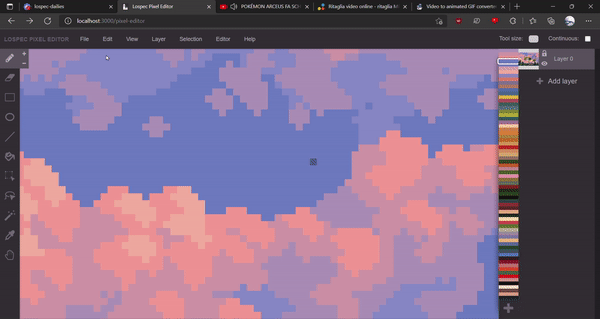 lospec-dailies
Lospec Pixel Editor
POKÉMON ARCEUS FA SCH
Ritaglia video online - ritaglia M
Video to animated GIF converte
localhost:3000/pixel-editor
LOSPEC PIXEL EDITOR
File
Edit
View
Layer
Selection
Editor
Help
Tool size:
Continuous:
Layer 0
Add layer